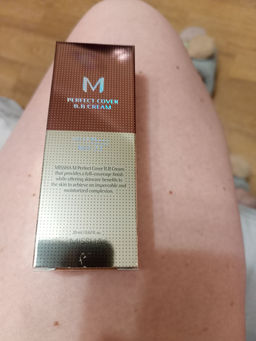 M
PERFECT COVER
B.B CREAM
MISSHA M Perfect Cover B.B Cream
that provides a full-coverage finish
while offering skincare benefits to
the skin to achieve an impeccable and
moisturized complexion.
MISSHA